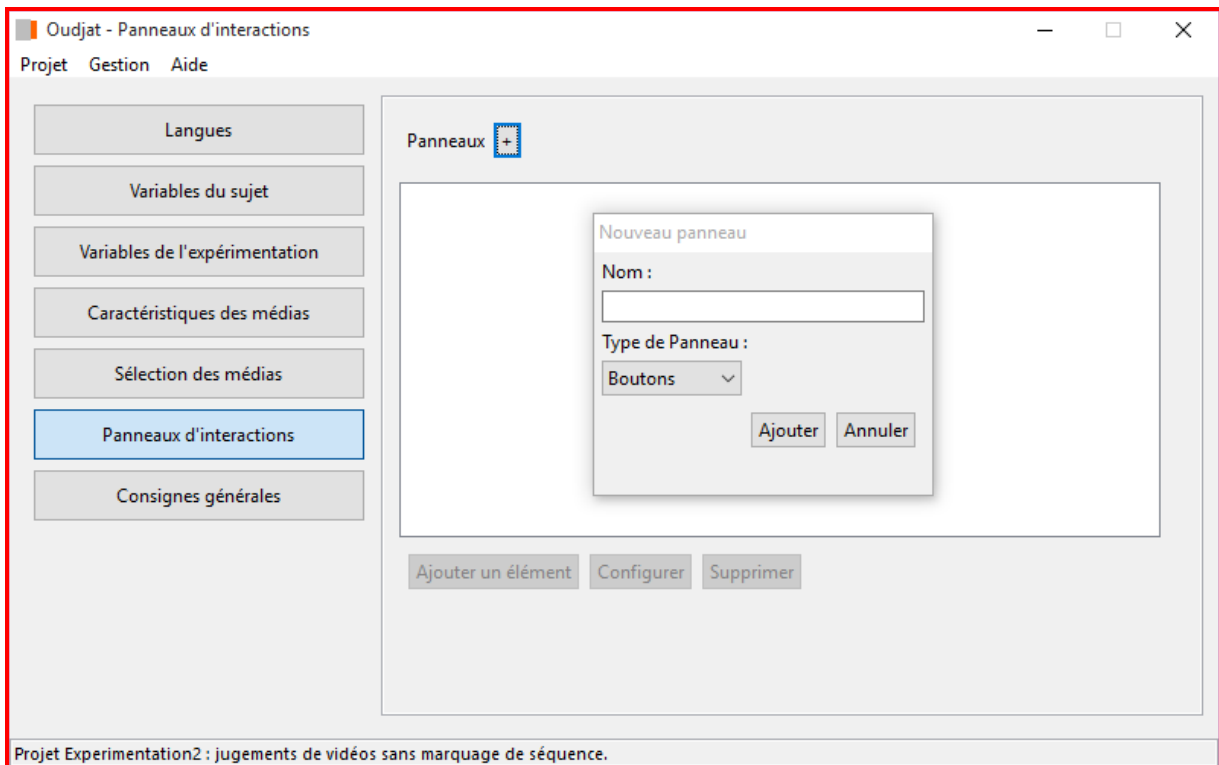 Oudjat - Panneaux d'interactions
Projet Gestion Aide
Langues
Variables du sujet
Variables de l'expérimentation
Caractéristiques des médias
Sélection des médias
Panneaux d'interactions
Consignes générales
Panneaux +
Nouveau panneau
Nom :
Type de Panneau :
Boutons
Ajouter Annuler
Ajouter un élément Configurer Supprimer
Projet Experimentation2 : jugements de vidéos sans marquage de séquence.